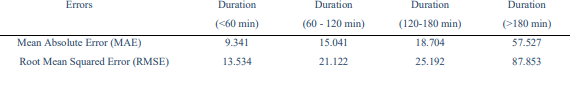 Errors Duration Duration Duration Duration
(<60 min) (60 - 120 min) (120-180 min) (>180 min)
Mean Absolute Error (MAE) 9.341 15.041 18.704 57.527
Root Mean Squared Error (RMSE) 13.534 21.122 25.192 87.853